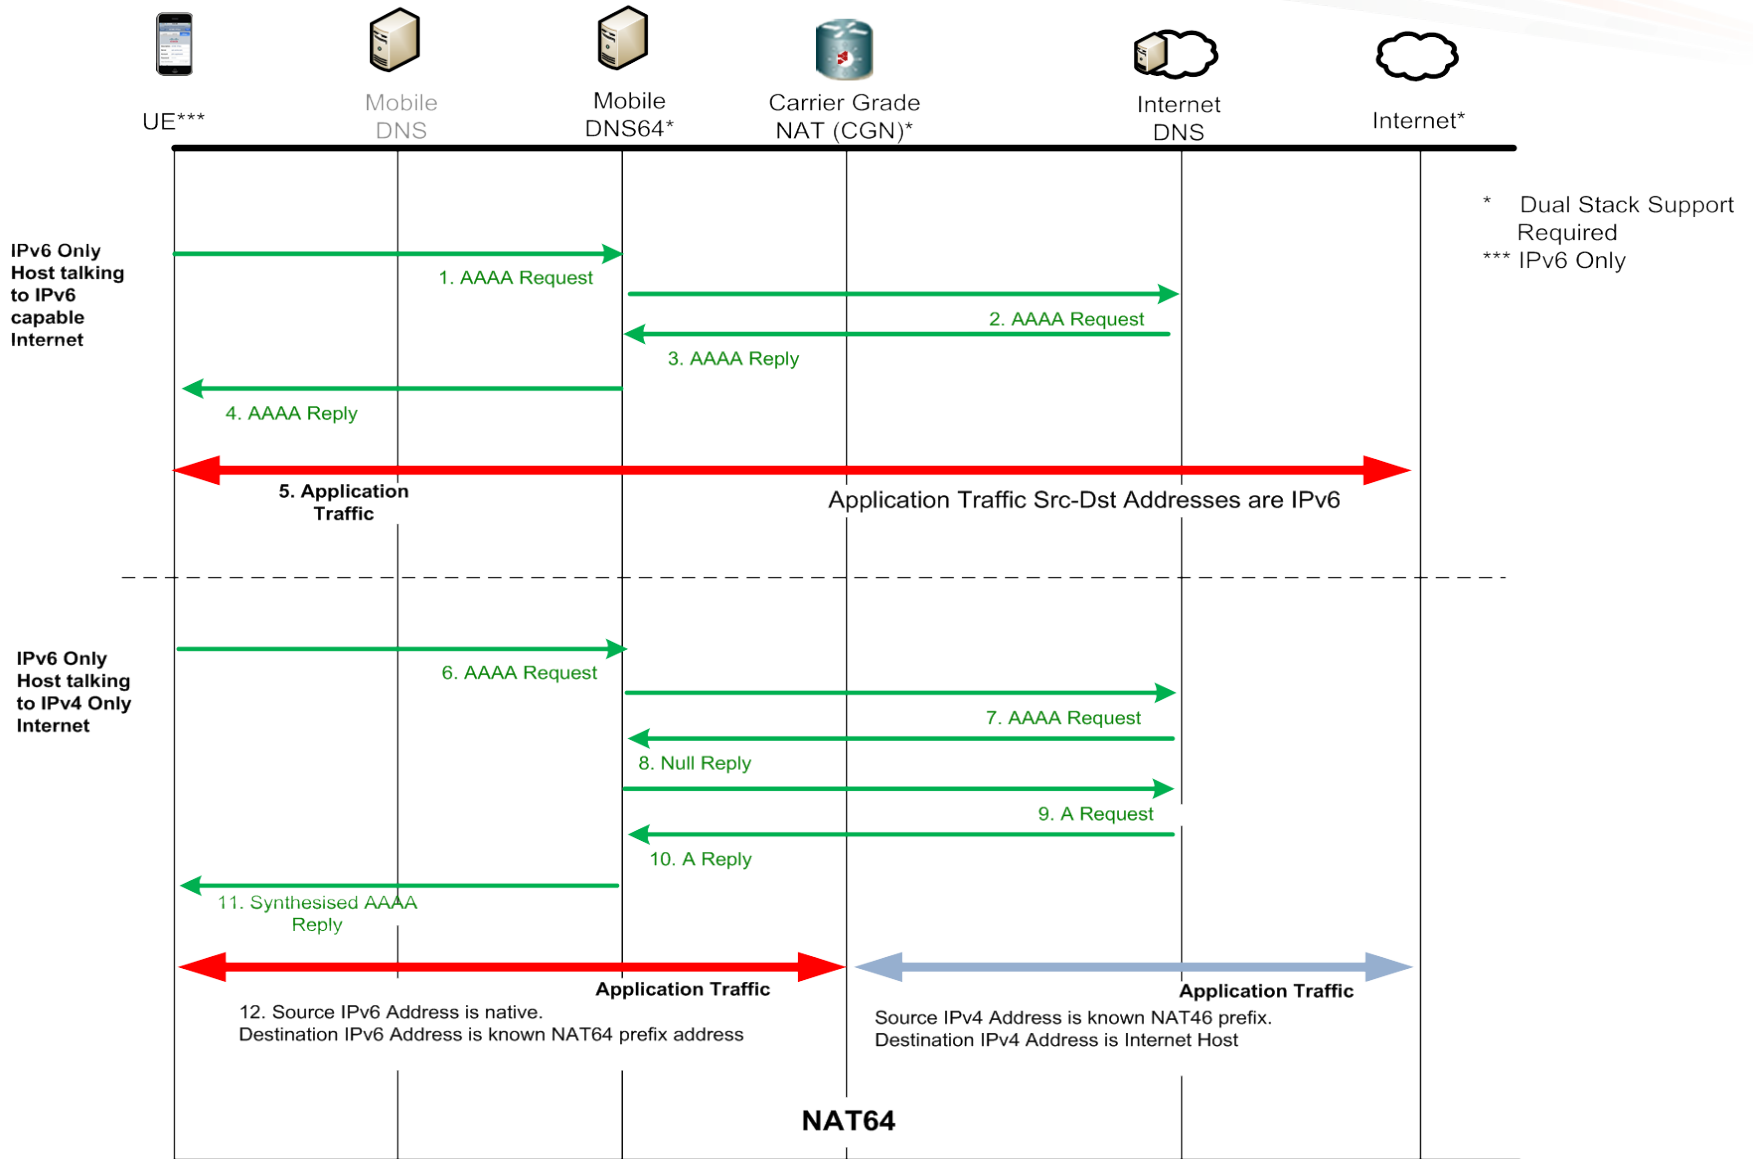 UE***
Mobile
DNS
Mobile
DNS64*
Carrier Grade
NAT (CGN)*
Internet
DNS
Internet*
* Dual Stack Support
Required
*** IPv6 Only
IPv6 Only
Host talking
to IPv6
capable
Internet
1. AAAA Request
2. AAAA Request
3. AAAA Reply
4. AAAA Reply
5. Application
Traffic
Application Traffic Src-Dst Addresses are IPv6
IPv6 Only
Host talking
to IPv4 Only
Internet
6. AAAA Request
7. AAAA Request
8. Null Reply
9. A Request
10. A Reply
11. Synthesised AAAA
Reply
Application Traffic
12. Source IPv6 Address is native.
Destination IPv6 Address is known NAT64 prefix address
Application Traffic
Source IPv4 Address is known NAT46 prefix.
Destination IPv4 Address is Internet Host
NAT64